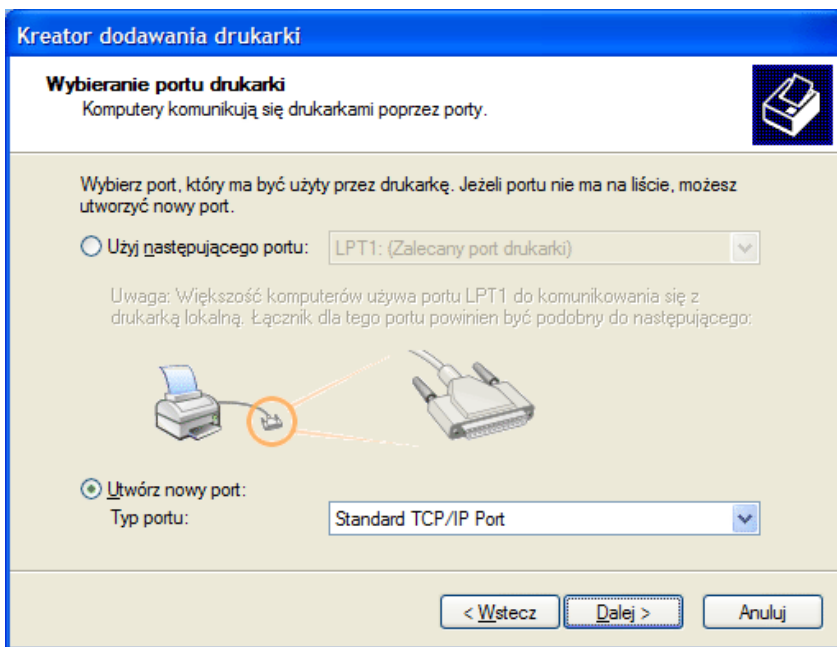 Kreator dodawania drukarki
Wybieranie portu drukarki
Komputery komunikują się drukarkami poprzez porty.
Wybierz port, który ma być użyty przez drukarkę. Jeżeli portu nie ma na liście, możesz
utworzyć nowy port.
Użyj następującego portu: LPT1: (Zalecany port drukarki)
Uwaga: Większość komputerów używa portu LPT1 do komunikowania się z
drukarką lokalną. Łącznik dla tego portu powinien być podobny do następującego:
Utwórz nowy port:
Typ portu: Standard TCP/IP Port
< Wstecz Dalej > Anuluj